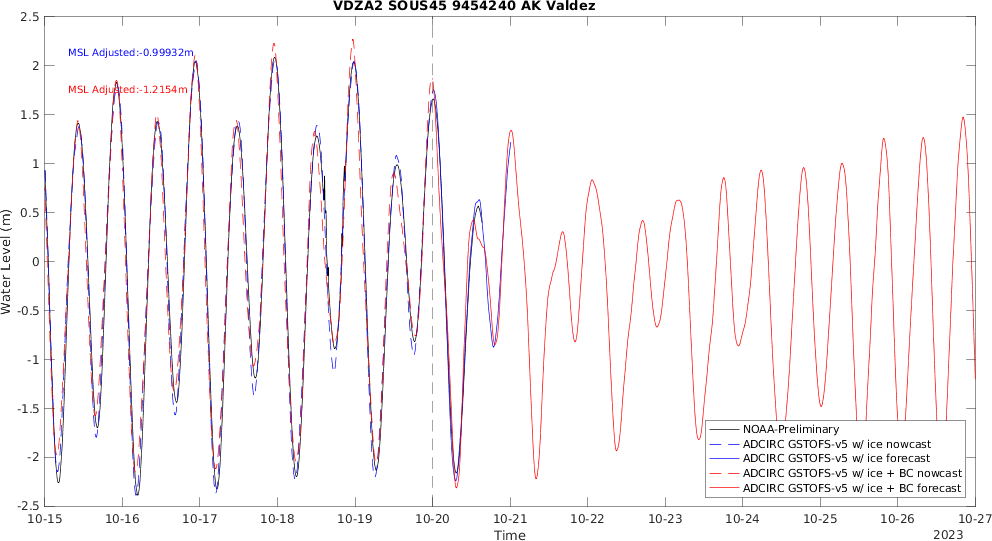 VDZA2 SOUS45 9454240 AK Valdez
2.5
2
1.5
1
0.5
0
-0.5
-1
-1.5
-2
-2.5
Water Level (m)
MSL Adjusted:-0.99932m
MSL Adjusted:-1.2154m
NOAA-Preliminary
ADCIRC GSTOFS-v5 w/ ice nowcast
ADCIRC GSTOFS-v5 w/ ice forecast
ADCIRC GSTOFS-v5 w/ ice + BC nowcast
ADCIRC GSTOFS-v5 w/ ice + BC forecast
10-15 10-16 10-17 10-18 10-19 10-20 10-21 10-22 10-23 10-24 10-25 10-26 10-27
Time
2023